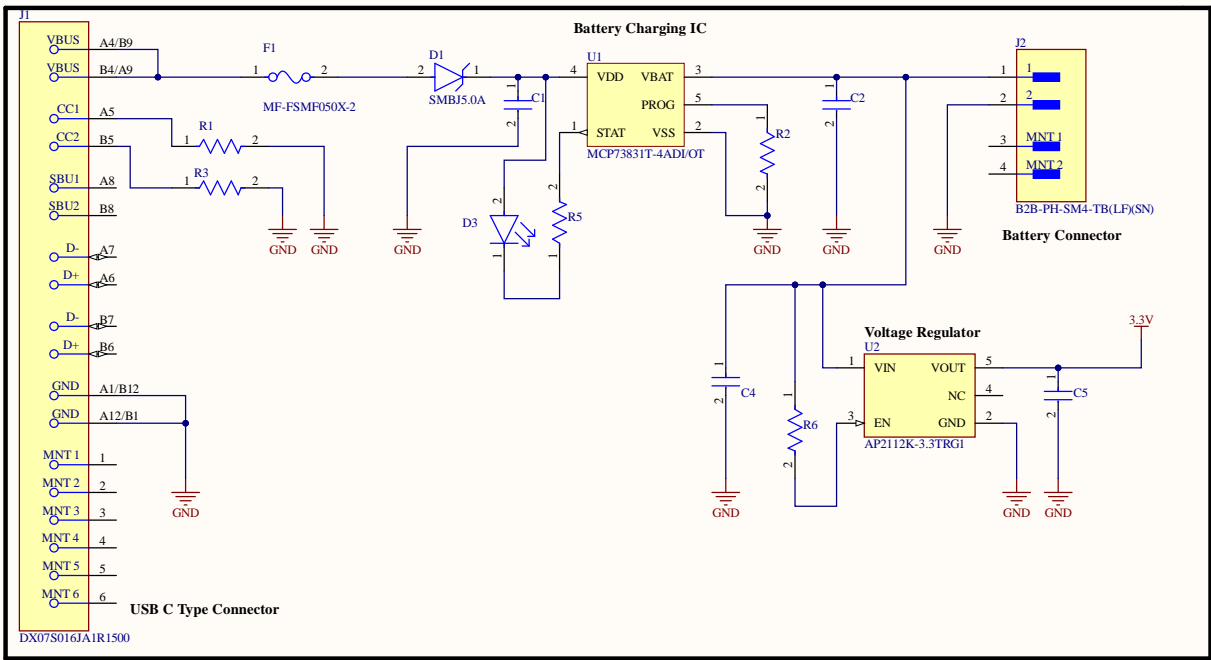 J1
Battery Charging IC
VBUS A4/B9
F1
D1
U1
J2
VBUS B4/A9
1 2
2 1
4 VDD VBAT 3
1 1
MF-FSMF050X-2
SMBJ5.0A
1 C1 2
PROG 5
1 C2 2
2 2
CC1 A5
R1
1 STAT VSS 2
1 R2 2
CC2 B5
1 2
MCP73831T-4ADI/OT
3 MNT 1
R3
4 MNT 2
SBU1 A8
1 2
SBU2 B8
2 D3 1
2 R5 1
B2B-PH-SM4-TB(LF)(SN)
Battery Connector
GND GND GND GND GND GND
D- A7
D+ A6
D- B7
D+ B6
3.3V
Voltage Regulator
U2
1 VIN VOUT 5
1 C4 2
NC 4
1 C5 2
1 R6 2
3 EN GND 2
AP2112K-3.3TRG1
GND A1/B12
GND A12/B1
GND
GND GND GND
MNT 1 1
MNT 2 2
MNT 3 3
MNT 4 4
MNT 5 5
MNT 6 6
USB C Type Connector
DX07S016JA1R1500